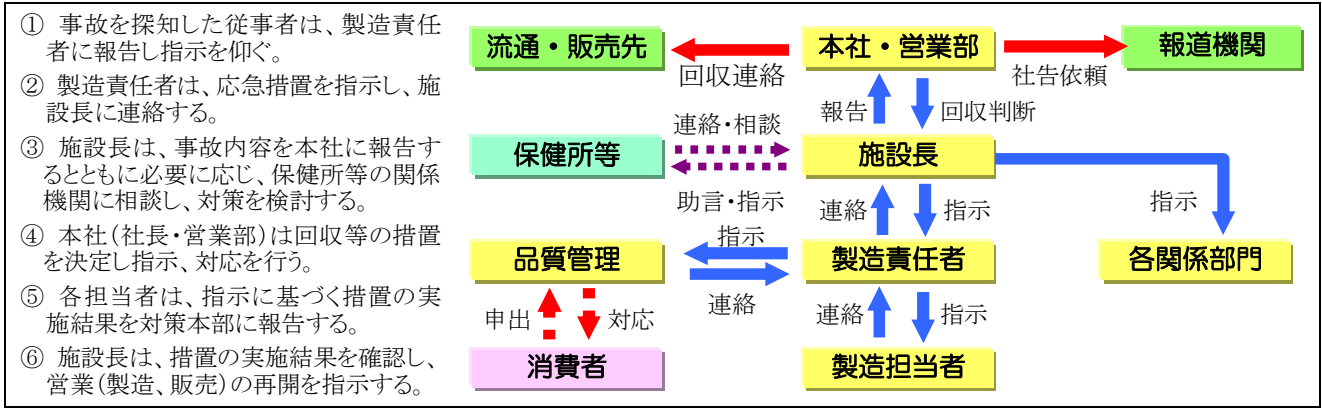 ① 事故を探知した従事者は、製造責任
者に報告し指示を仰ぐ。
② 製造責任者は、応急措置を指示し、施
設長に連絡する。
③ 施設長は、事故内容を本社に報告す
るとともに必要に応じ、保健所等の関係
機関に相談し、対策を検討する。
④ 本社(社長・営業部)は回収等の措置
を決定し指示、対応を行う。
⑤ 各担当者は、指示に基づく措置の実
施結果を対策本部に報告する。
⑥ 施設長は、措置の実施結果を確認し、
営業(製造、販売)の再開を指示する。
流通・販売先
本社・営業部
報道機関
回収連絡
社告依頼
報告
回収判断
連絡・相談
保健所等
施設長
助言・指示
連絡
指示
指示
指示
品質管理
製造責任者
各関係部門
連絡
申出
対応
連絡
指示
消費者
製造担当者